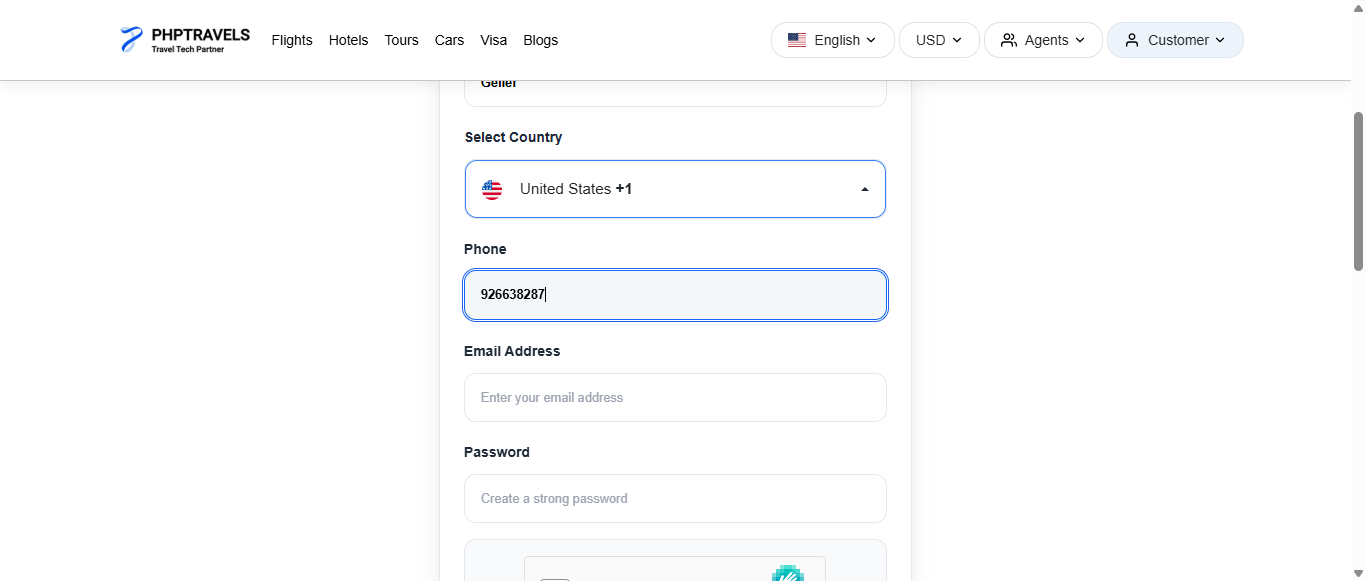 PHPTRAVELS
Travel Tech Partner
Flights Hotels Tours Cars Visa Blogs
English USD Agents Customer
Geller
Select Country
United States +1
Phone
926638287
Email Address
Enter your email address
Password
Create a strong password